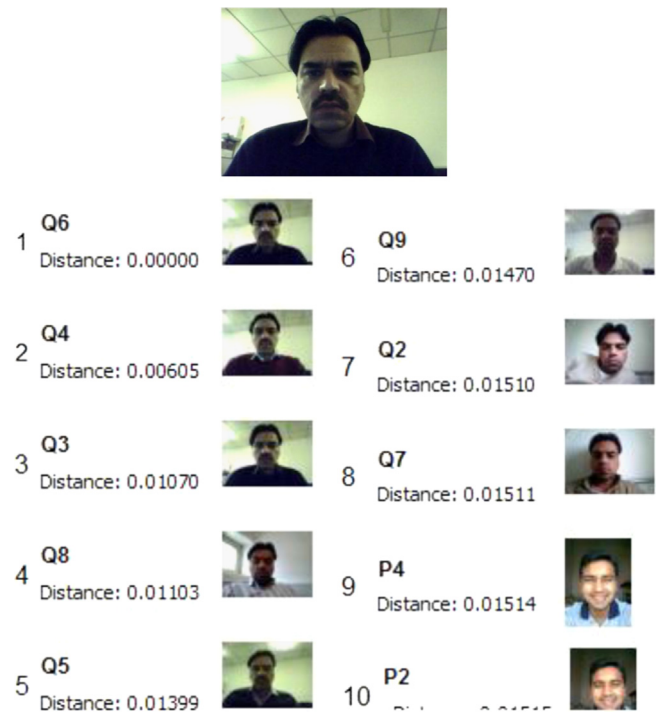 1 Q6
Distance: 0.00000
2 Q4
Distance: 0.00605
3 Q3
Distance: 0.01070
4 Q8
Distance: 0.01103
5 Q5
Distance: 0.01399
6 Q9
Distance: 0.01470
7 Q2
Distance: 0.01510
8 Q7
Distance: 0.01511
9 P4
Distance: 0.01514
10 P2